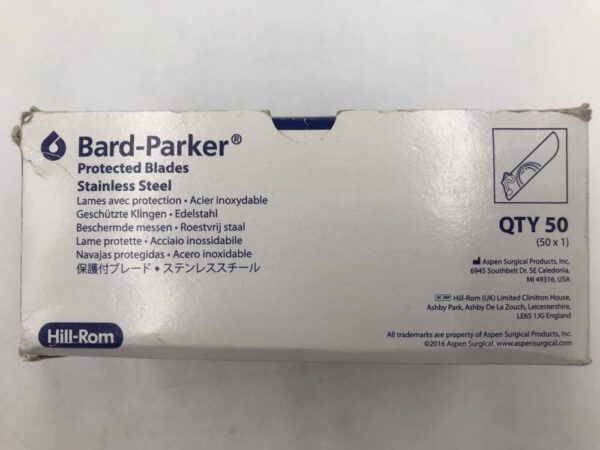 Bard-Parker®
Protected Blades
Stainless Steel
Lames avec protection • Acier inoxydable
Geschützte Klingen • Edelstahl
Beschermde messen • Roestvrij staal
Lame protette • Acciaio inossidabile
Navajas protegidas • Acero inoxidable
保護付ブレード • ステンレススチール
Hill-Rom
QTY 50
(50 x 1)
Aspen Surgical Products, Inc.
6945 Southbelt Dr. SE Caledonia,
MI 49316, USA
EC REP Hill-Rom (UK) Limited Clinitron House,
Ashby Park, Ashby De La Zouch, Leicestershire,
LE65 1JG England
All trademarks are property of Aspen Surgical Products, Inc.
©2016 Aspen Surgical. www.aspensurgical.com